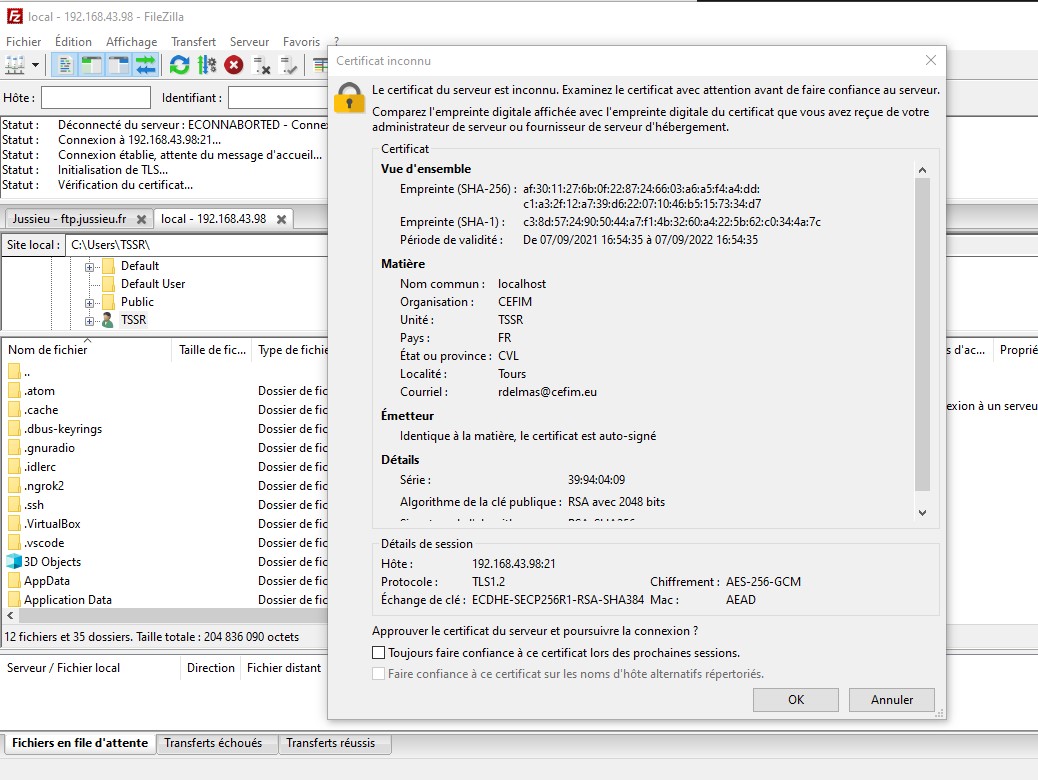 local - 192.168.43.98 - FileZilla
Fichier Édition Affichage Transfert Serveur Favoris ?
Hôte : Identifiant :
Statut : Déconnecté du serveur : ECONNABORTED - Conne
Statut : Connexion à 192.168.43.98:21...
Statut : Connexion établie, attente du message d'accueil...
Statut : Initialisation de TLS...
Statut : Vérification du certificat...
Jussieu - ftp.jussieu.fr local - 192.168.43.98
Site local : C:\Users\TSSR\
Default
Default User
Public
TSSR
Nom de fichier Taille de fic... Type de fichie
..
.atom Dossier de fic
.cache Dossier de fic
.dbus-keyrings Dossier de fic
.gnuradio Dossier de fic
.idlerc Dossier de fic
.ngrok2 Dossier de fic
.ssh Dossier de fic
.VirtualBox Dossier de fic
.vscode Dossier de fic
3D Objects Dossier de fic
AppData Dossier de fic
Application Data Dossier de fic
12 fichiers et 35 dossiers. Taille totale : 204 836 090 octets
Serveur / Fichier local Direction Fichier distant
Fichiers en file d'attente Transferts échoués Transferts réussis
Certificat inconnu
Le certificat du serveur est inconnu. Examinez le certificat avec attention avant de faire confiance au serveur.
Comparez l'empreinte digitale affichée avec l'empreinte digitale du certificat que vous avez reçue de votre
administrateur de serveur ou fournisseur de serveur d'hébergement.
Certificat
Vue d'ensemble
Empreinte (SHA-256) : af:30:11:27:6b:0f:22:87:24:66:03:a6:a5:f4:a4:dd:
c1:a3:2f:12:a7:39:d6:22:07:10:46:b5:15:73:34:d7
Empreinte (SHA-1) : c3:8d:57:24:90:50:44:a7:f1:4b:32:60:a4:22:5b:62:c0:34:4a:7c
Période de validité : De 07/09/2021 16:54:35 à 07/09/2022 16:54:35
Matière
Nom commun : localhost
Organisation : CEFIM
Unité : TSSR
Pays : FR
État ou province : CVL
Localité : Tours
Courriel : rdelmas@cefim.eu
Émetteur
Identique à la matière, le certificat est auto-signé
Détails
Série : 39:94:04:09
Algorithme de la clé publique : RSA avec 2048 bits
Détails de session
Hôte : 192.168.43.98:21
Protocole : TLS1.2 Chiffrement : AES-256-GCM
Échange de clé : ECDHE-SECP256R1-RSA-SHA384 Mac : AEAD
Approuver le certificat du serveur et poursuivre la connexion ?
Toujours faire confiance à ce certificat lors des prochaines sessions.
Faire confiance à ce certificat sur les noms d'hôte alternatifs répertoriés.
OK Annuler
s d'ac... Proprié
exion à un serveu